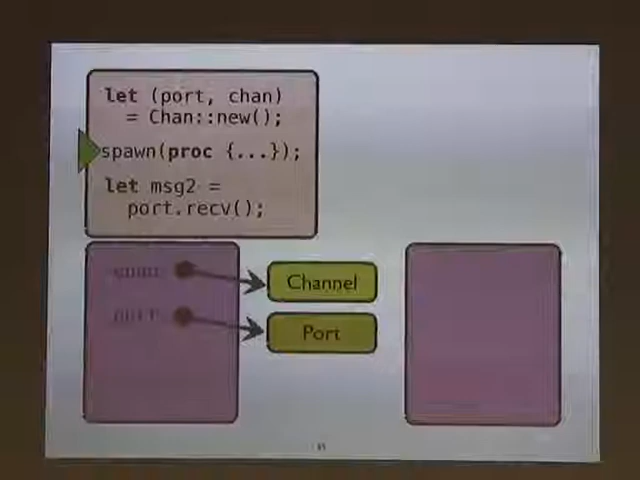 let (port, chan)
= Chan::new();
spawn(proc {...});
let msg2 =
port.recv();
Channel
Port